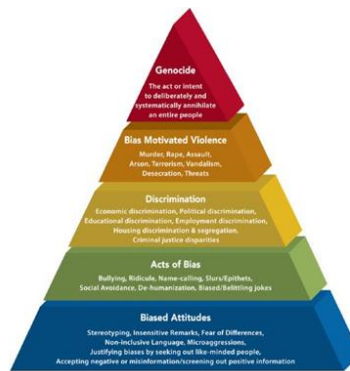 Genocide
The act or intent
to deliberately and
systematically annihilate
an entire people
Bias Motivated Violence
Murder, Rape, Assault,
Arson, Terrorism, Vandalism,
Desecration, Threats
Discrimination
Economic discrimination, Political discrimination,
Educational discrimination, Employment discrimination,
Housing discrimination & segregation,
Criminal justice disparities
Acts of Bias
Bullying, Ridicule, Name-calling, Slurs/Epithets,
Social Avoidance, De-humanization, Biased/Belittling jokes
Biased Attitudes
Stereotyping, Insensitive Remarks, Fear of Differences,
Non-inclusive Language, Microaggressions,
Justifying biases by seeking out like-minded people,
Accepting negative or misinformation/screening out positive information